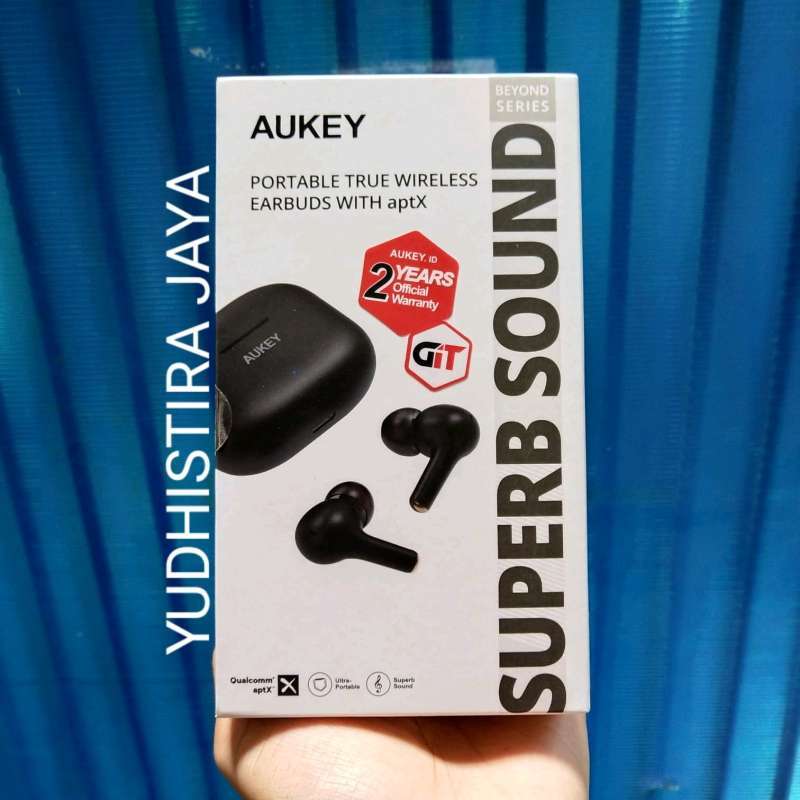 BEYOND
SERIES
AUKEY
PORTABLE TRUE WIRELESS
EARBUDS WITH aptX
AUKEY. ID
2 YEARS
Official
Warranty
GiT
AUKEY
SUPERB SOUND
YUDHISTIRA JAYA
Qualcomm®
aptX™
Ultra-
Portable
Superb
Sound